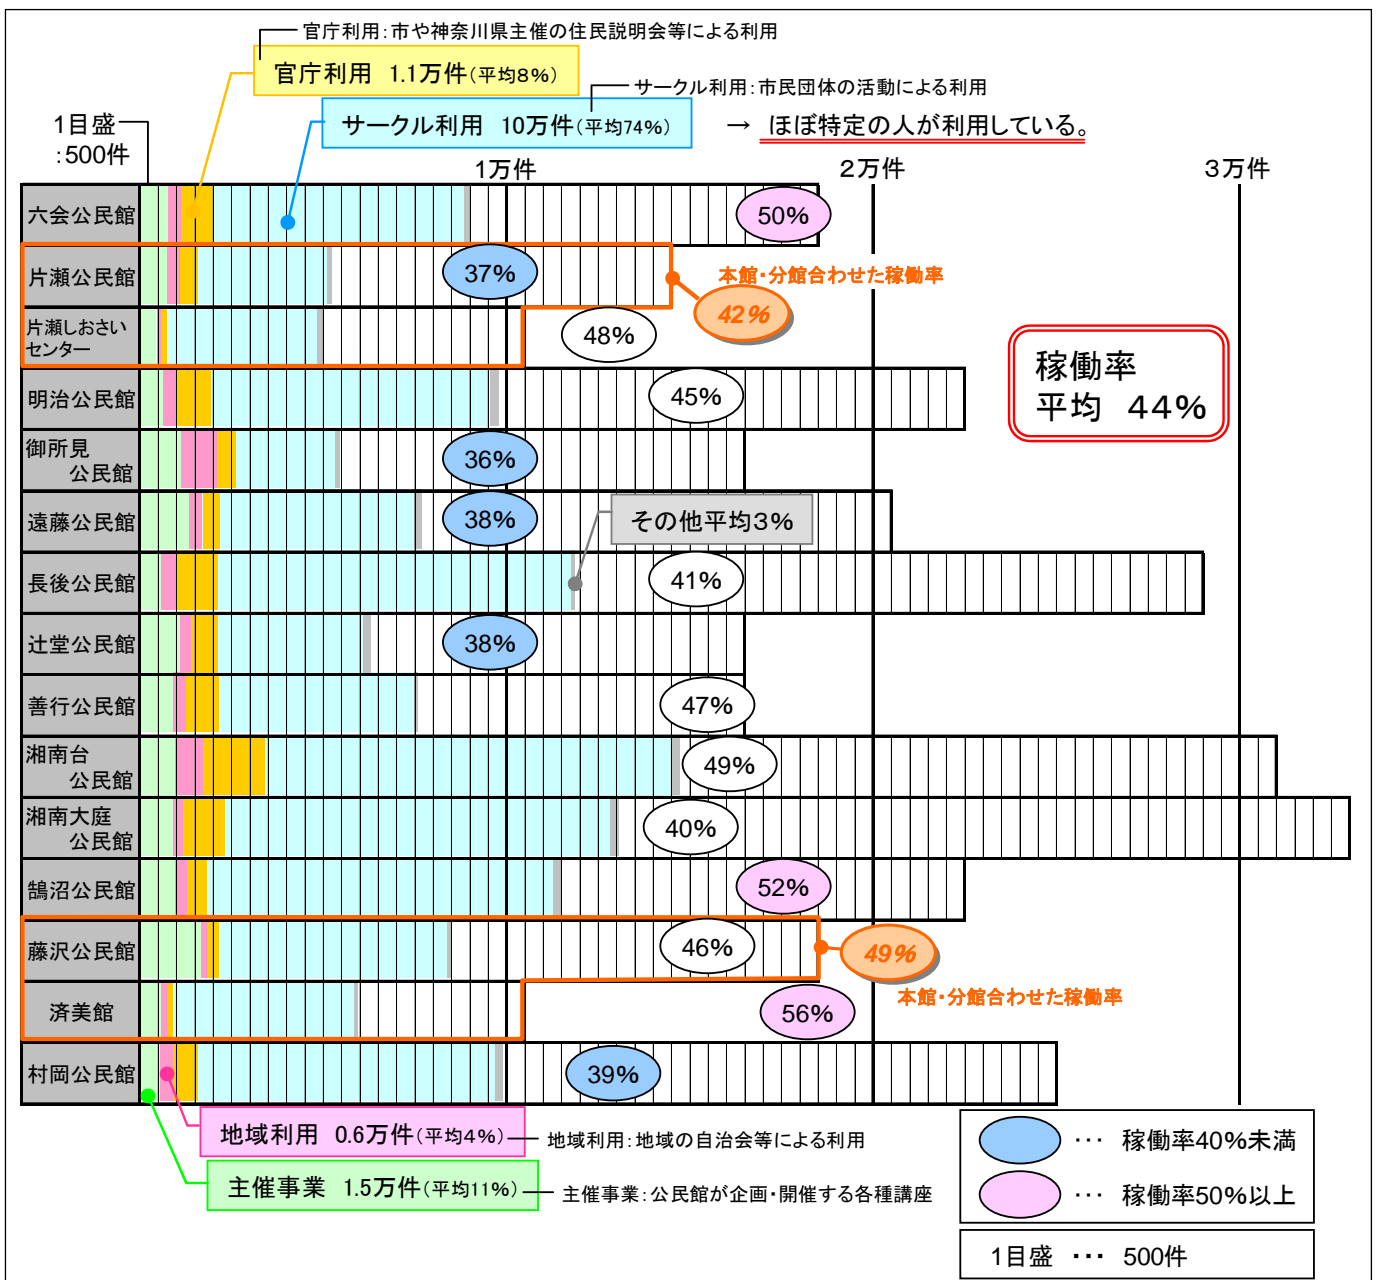 官庁利用:市や神奈川県主催の住民説明会等による利用
官庁利用 1.1万件(平均8%)
サークル利用:市民団体の活動による利用
サークル利用 10万件(平均74%)
→ ほぼ特定の人が利用している。
1目盛
:500件
1万件
2万件
3万件
六会公民館
50%
片瀬公民館
37%
本館・分館合わせた稼働率
42%
片瀬しおさい
センター
48%
稼働率
平均 44%
明治公民館
45%
御所見
公民館
36%
遠藤公民館
38%
その他平均3%
長後公民館
41%
辻堂公民館
38%
善行公民館
47%
湘南台
公民館
49%
湘南大庭
公民館
40%
鵠沼公民館
52%
藤沢公民館
46%
49%
本館・分館合わせた稼働率
済美館
56%
村岡公民館
39%
地域利用 0.6万件(平均4%)
地域利用:地域の自治会等による利用
主催事業 1.5万件(平均11%)
主催事業:公民館が企画・開催する各種講座
… 稼働率40%未満
… 稼働率50%以上
1目盛 … 500件